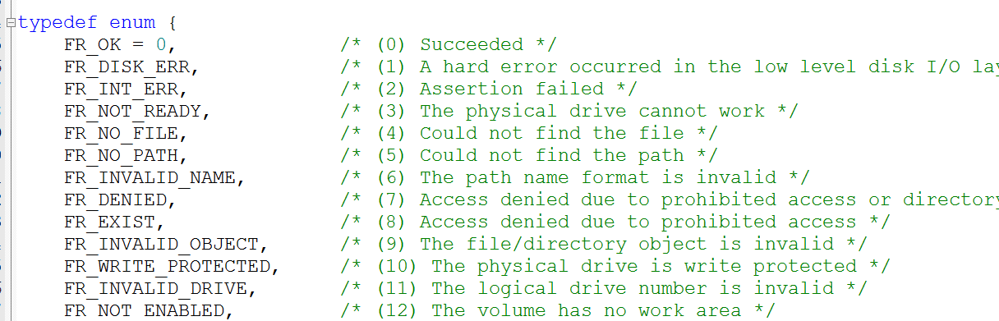 typedef enum {
FR_OK = 0, /* (0) Succeeded */
FR_DISK_ERR, /* (1) A hard error occurred in the low level disk I/O
FR_INT_ERR, /* (2) Assertion failed */
FR_NOT_READY, /* (3) The physical drive cannot work */
FR_NO_FILE, /* (4) Could not find the file */
FR_NO_PATH, /* (5) Could not find the path */
FR_INVALID_NAME, /* (6) The path name format is invalid */
FR_DENIED, /* (7) Access denied due to prohibited access or directory
FR_EXIST, /* (8) Access denied due to prohibited access */
FR_INVALID_OBJECT, /* (9) The file/directory object is invalid */
FR_WRITE_PROTECTED, /* (10) The physical drive is write protected */
FR_INVALID_DRIVE, /* (11) The logical drive number is invalid */
FR_NOT_ENABLED, /* (12) The volume has no work area */